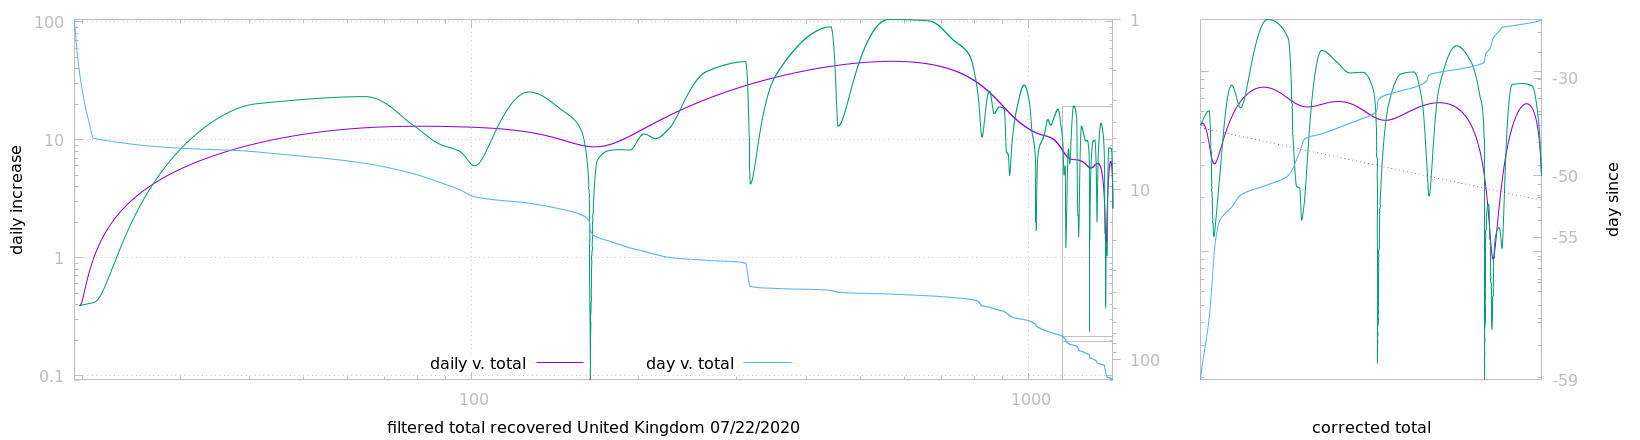 100
10
1
0.1
daily increase
daily v. total
day v. total
100
1000
filtered total recovered United Kingdom 07/22/2020
1
10
100
-30
-50
-55
-59
day since
corrected total